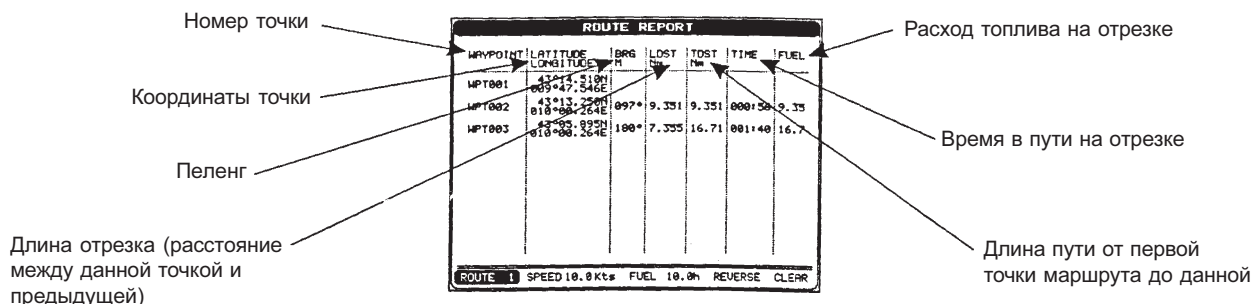 Номер точки
Координаты точки
Пеленг
Длина отрезка (расстояние
между данной точкой и
предыдущей)
ROUTE REPORT
WAYPOINT LATITUDE BRG LDST TDST TIME FUEL
LONGITUDE M Nm Nm
43°14.510N
WPT001
009°47.546E
43°13.250N
WPT002 097° 9.351 9.351 000:56 9.35
010°00.264E
43°05.895N
WPT003 180° 7.355 16.71 001:40 16.7
010°00.264E
ROUTE 1 SPEED 10.0Kts FUEL 10.0h REVERSE CLEAR
Расход топлива на отрезке
Время в пути на отрезке
Длина пути от первой
точки маршрута до данной